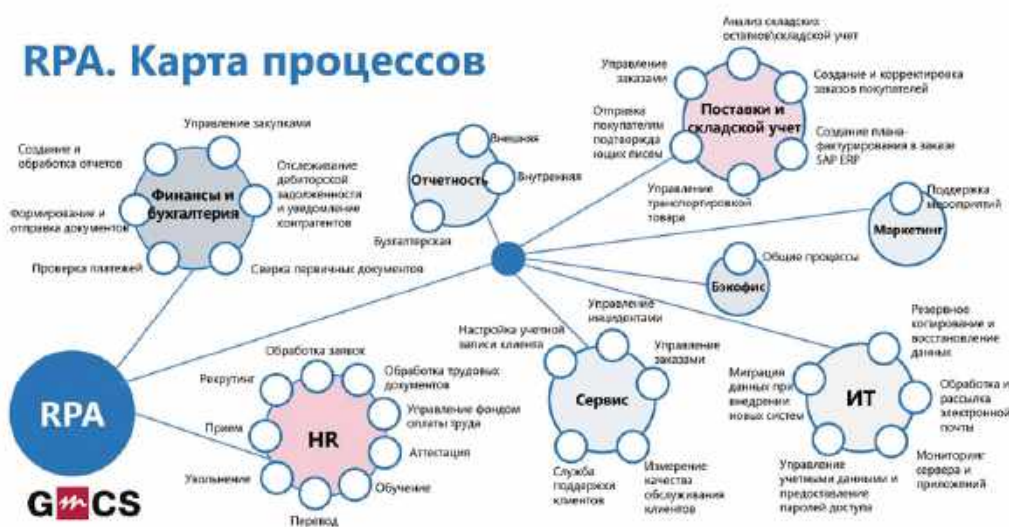 RPA. Карта процессов
Управление закупками
Создание и
обработка отчетов
Отслеживание
дебиторской
задолженности
и уведомление
контрагентов
Финансы и
бухгалтерия
Формирование и
отправка документов
Проверка платежей
Сверка первичных документов
Внешняя
Отчетность
Внутренняя
Бухгалтерская
Анализ складских
остатков\складской учет
Управление
заказами
Создание и корректировка
заказов покупателей
Отправка
покупателям
подтвержда
ющих писем
Поставки и
складской учет
Создание плана-
фактурирования в заказе
SAP ERP
Управление
транспортировкой
товара
Поддержка
мероприятий
Маркетинг
Общие процессы
Бэкофис
RPA
Обработка заявок
Рекрутинг
Обработка трудовых
документов
Управление фондом
оплаты труда
Прием
HR
Аттестация
Увольнение
Обучение
Перевод
Управление
инцидентами
Настройка учетной
записи клиента
Управление
заказами
Сервис
Служба
поддержки
клиентов
Измерение
качества
обслуживания
клиентов
Резервное
копирование и
восстановление
данных
Миграция
данных при
внедрении
новых систем
ИТ
Обработка и
рассылка
электронной
почты
Управление
учетными данными и
предоставление
паролей доступа
Мониторинг
сервера и
приложений
GMCS